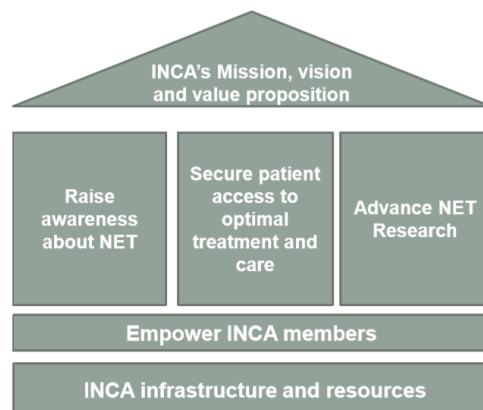 INCA's Mission, vision
and value proposition
Raise
awareness
about NET
Secure patient
access to
optimal
treatment and
care
Advance NET
Research
Empower INCA members
INCA infrastructure and resources